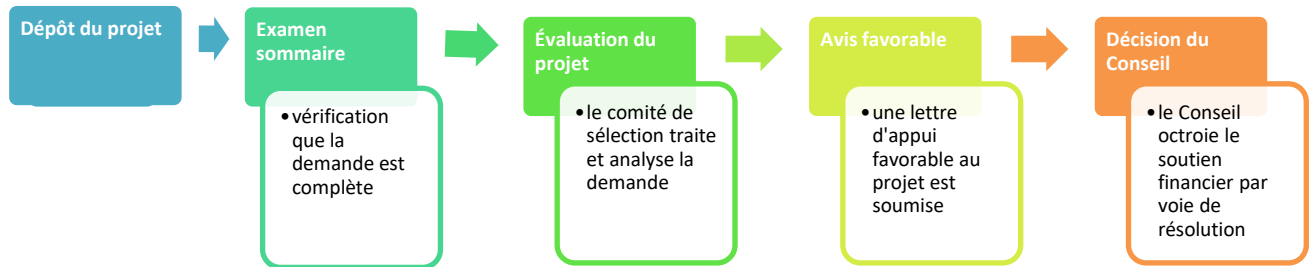 Dépôt du projet
Examen
sommaire
•vérification
que la
demande est
complète
Évaluation du
projet
•le comité de
sélection traite
et analyse la
demande
Avis favorable
•une lettre
d'appui
favorable au
projet est
soumise
Décision du
Conseil
•le Conseil
octroie le
soutien
financier par
voie de
résolution